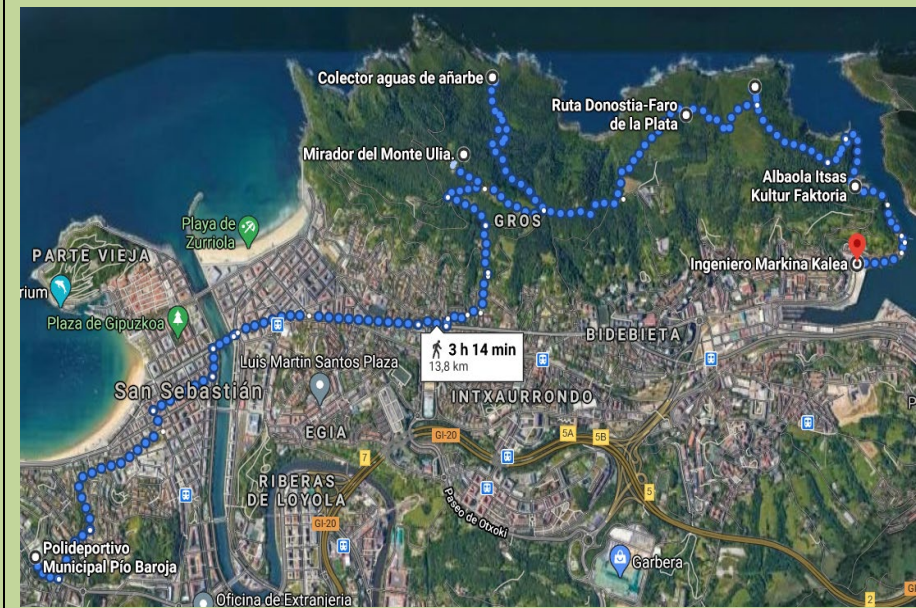 Colector aguas de añarbe
Ruta Donostia-Faro
de la Plata
Mirador del Monte Ulia.
Albaola Itsas
Kultur Faktoria
GROS
Playa de
Zurriola
PARTE VIEJA
Ingeniero Markina Kalea
rium
Plaza de Gipuzkoa
BIDEBIETA
3 h 14 min
13,8 km
Luis Martin Santos Plaza
San Sebastián
INTXAURRONDO
EGIA
GI-20
5A
5B
7
RIBERAS
DE LOYOLA
5
GI-20
Paseo de Otxoki
Polideportivo
Municipal Pío Baroja
Garbera
Oficina de Extranjeria
2